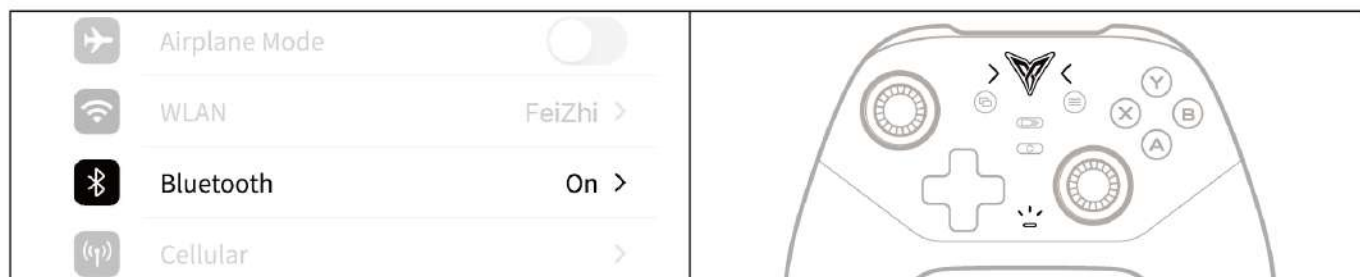 Airplane Mode
WLAN FeiZhi >
Bluetooth On >
Cellular >
Y
X B
A